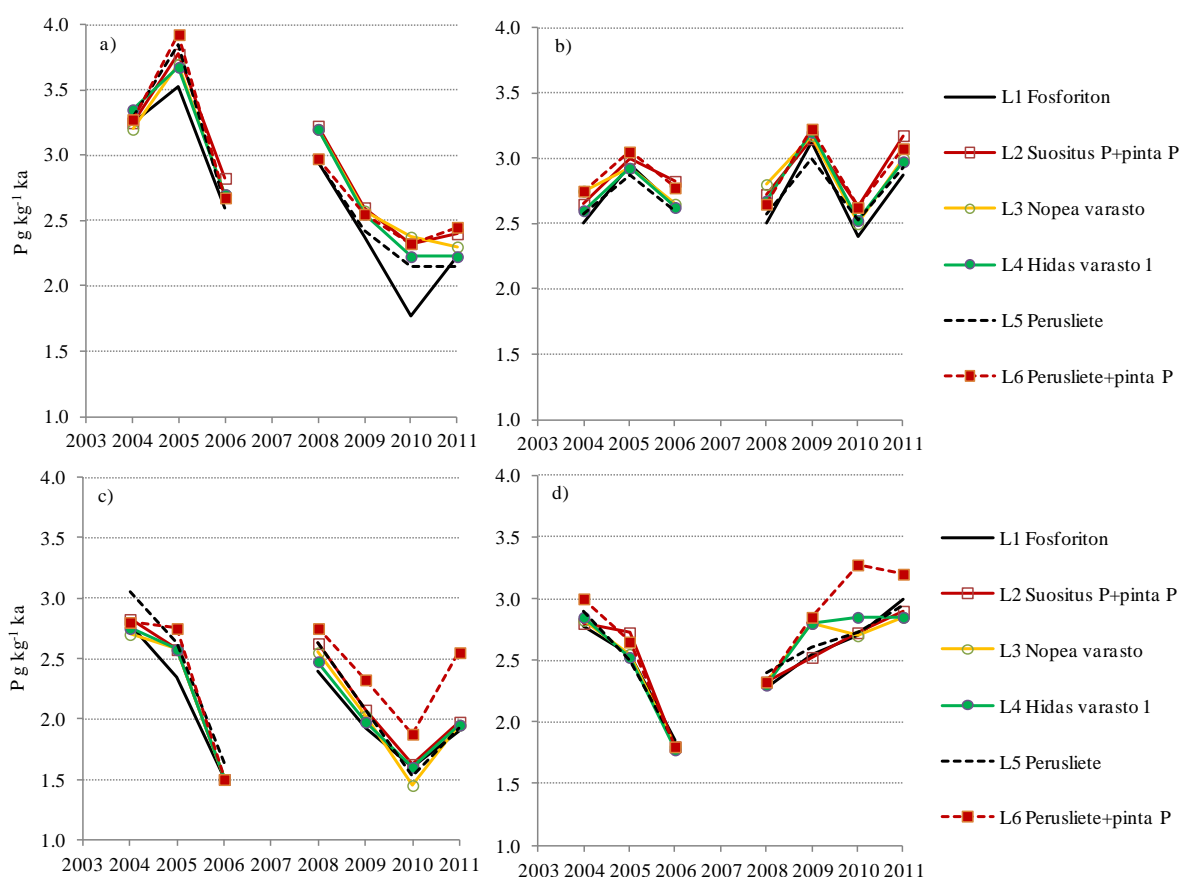 a)
4.0
3.5
3.0
2.5
2.0
1.5
1.0
P g kg⁻¹ ka
2003 2004 2005 2006 2007 2008 2009 2010 2011
b)
4.0
3.5
3.0
2.5
2.0
1.5
1.0
2003 2004 2005 2006 2007 2008 2009 2010 2011
L1 Fosforiton
L2 Suositus P+pinta P
L3 Nopea varasto
L4 Hidas varasto 1
L5 Perusliete
L6 Perusliete+pinta P
c)
4.0
3.5
3.0
2.5
2.0
1.5
1.0
P g kg⁻¹ ka
2003 2004 2005 2006 2007 2008 2009 2010 2011
d)
4.0
3.5
3.0
2.5
2.0
1.5
1.0
2003 2004 2005 2006 2007 2008 2009 2010 2011
L1 Fosforiton
L2 Suositus P+pinta P
L3 Nopea varasto
L4 Hidas varasto 1
L5 Perusliete
L6 Perusliete+pinta P